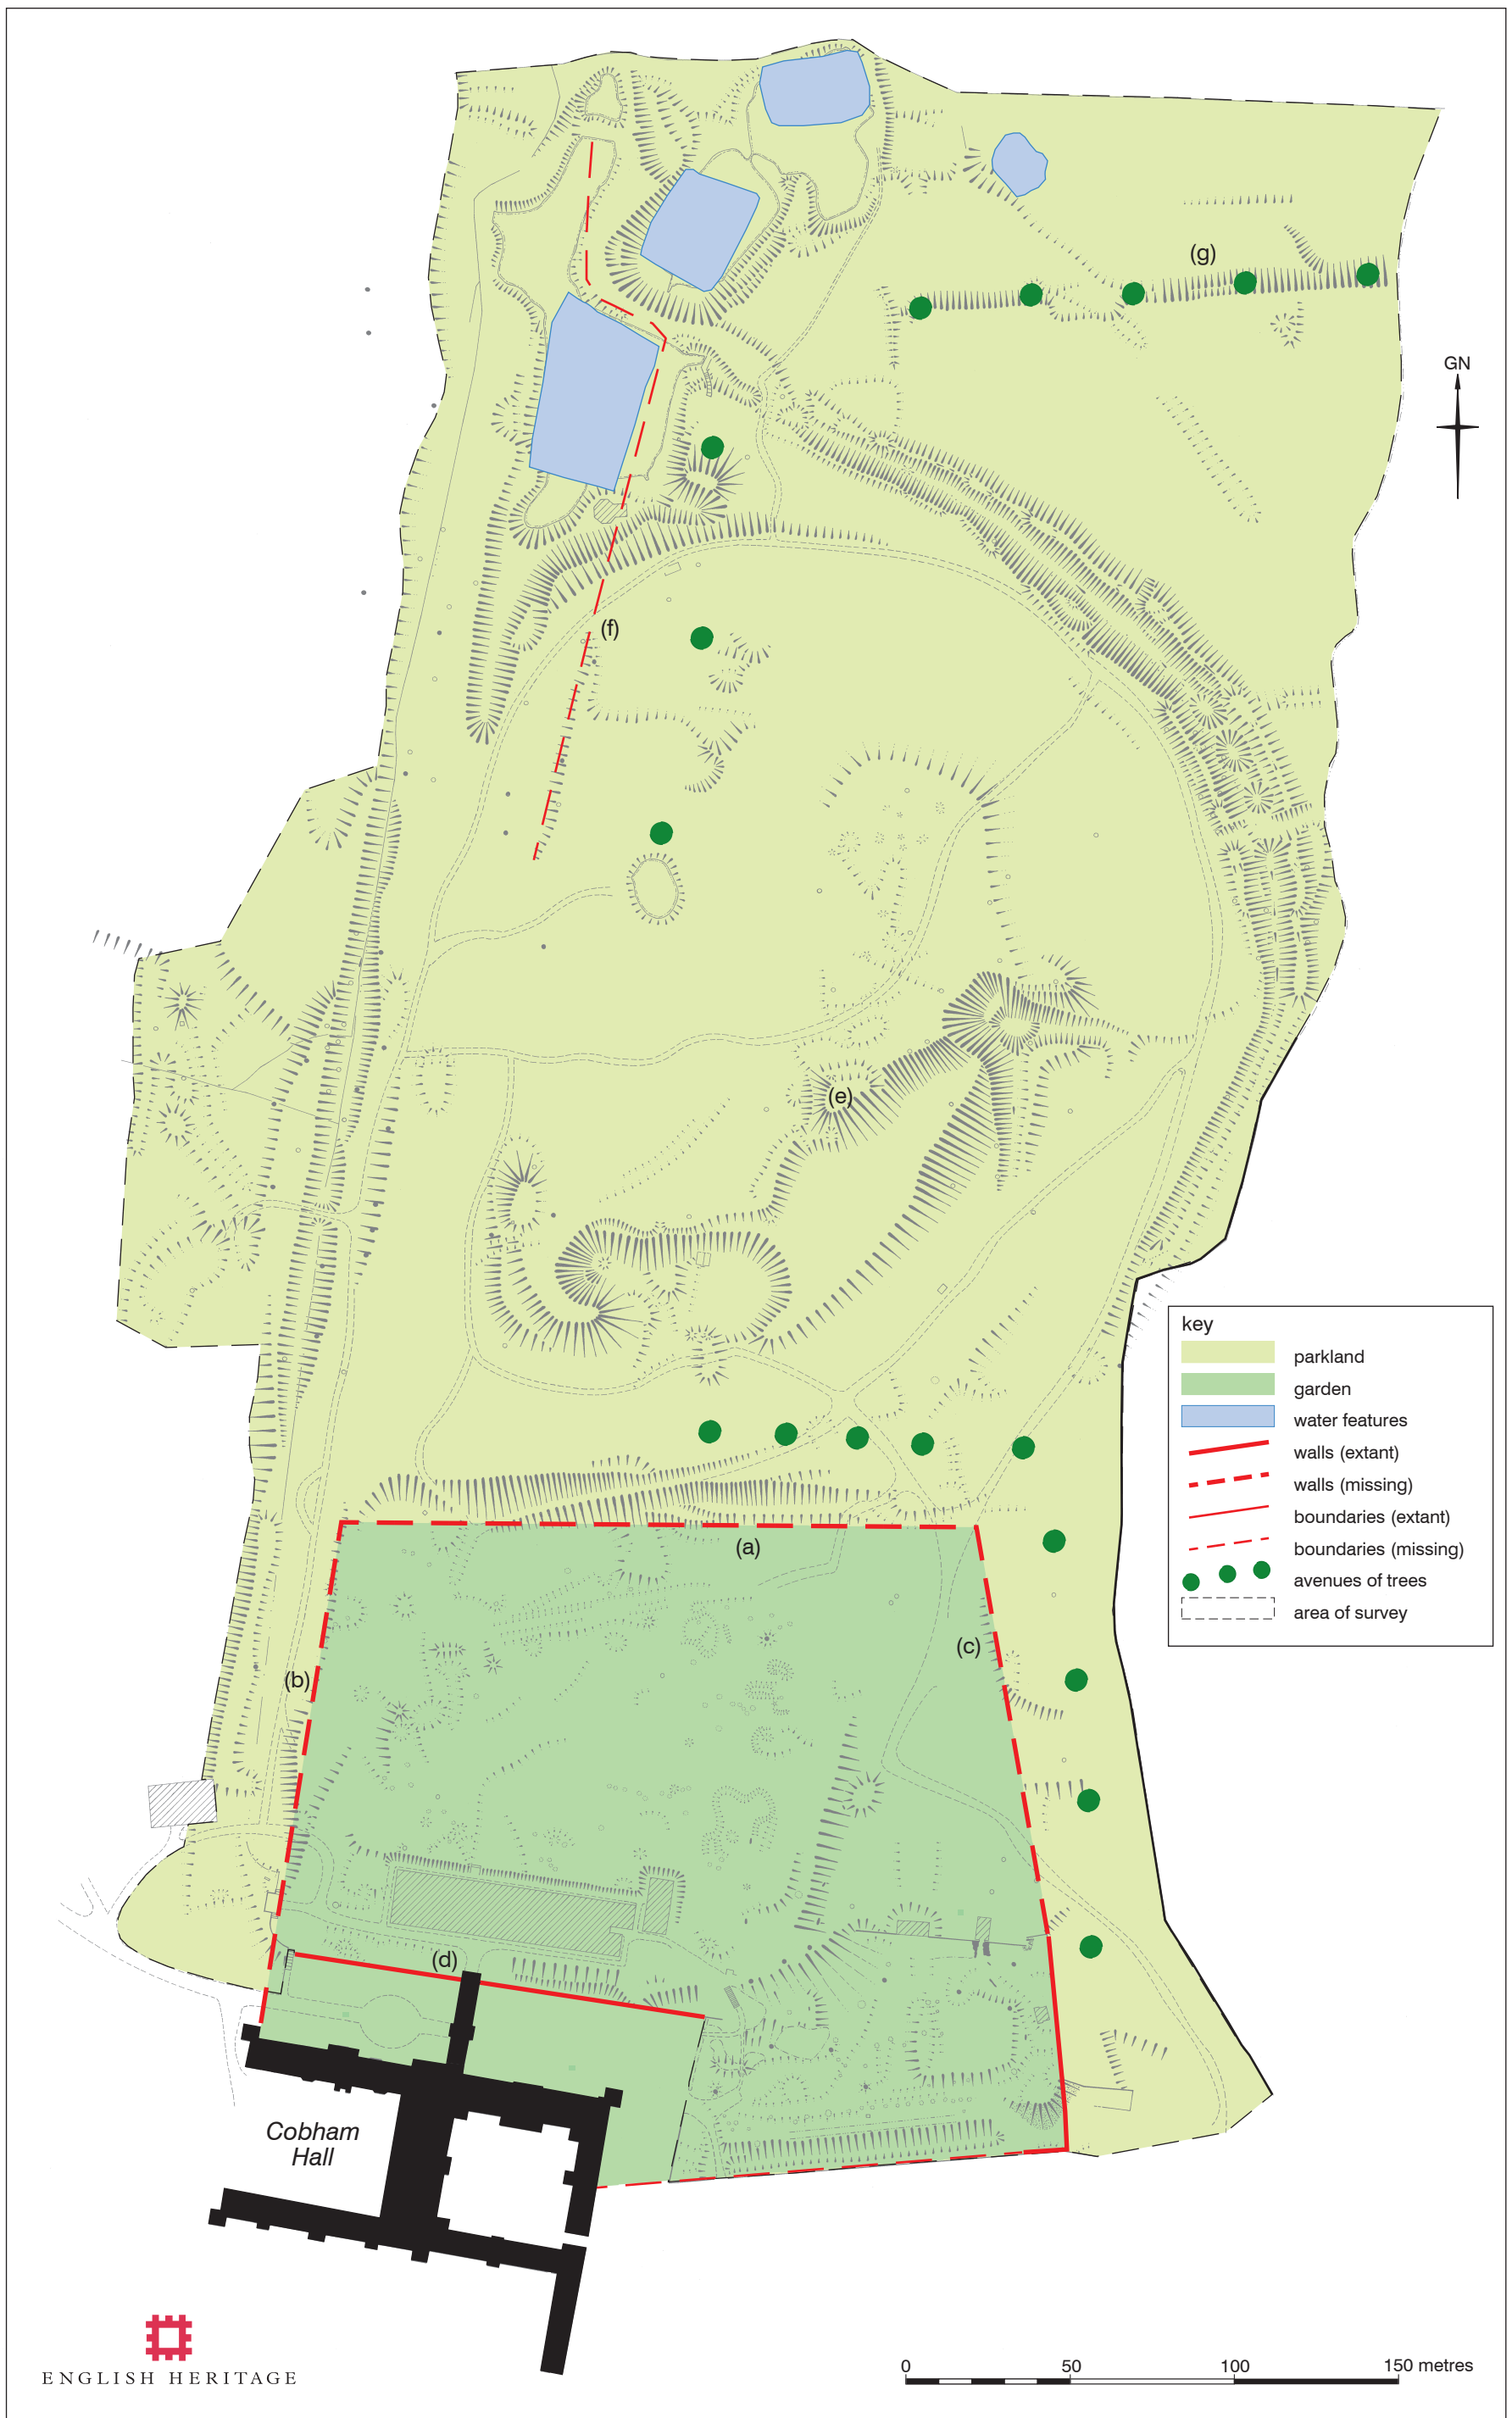 (g)
GN
(f)
(e)
key
parkland
garden
water features
walls (extant)
walls (missing)
boundaries (extant)
boundaries (missing)
avenues of trees
area of survey
(a)
(c)
(b)
(d)
Cobham
Hall
ENGLISH HERITAGE
0 50 100 150 metres